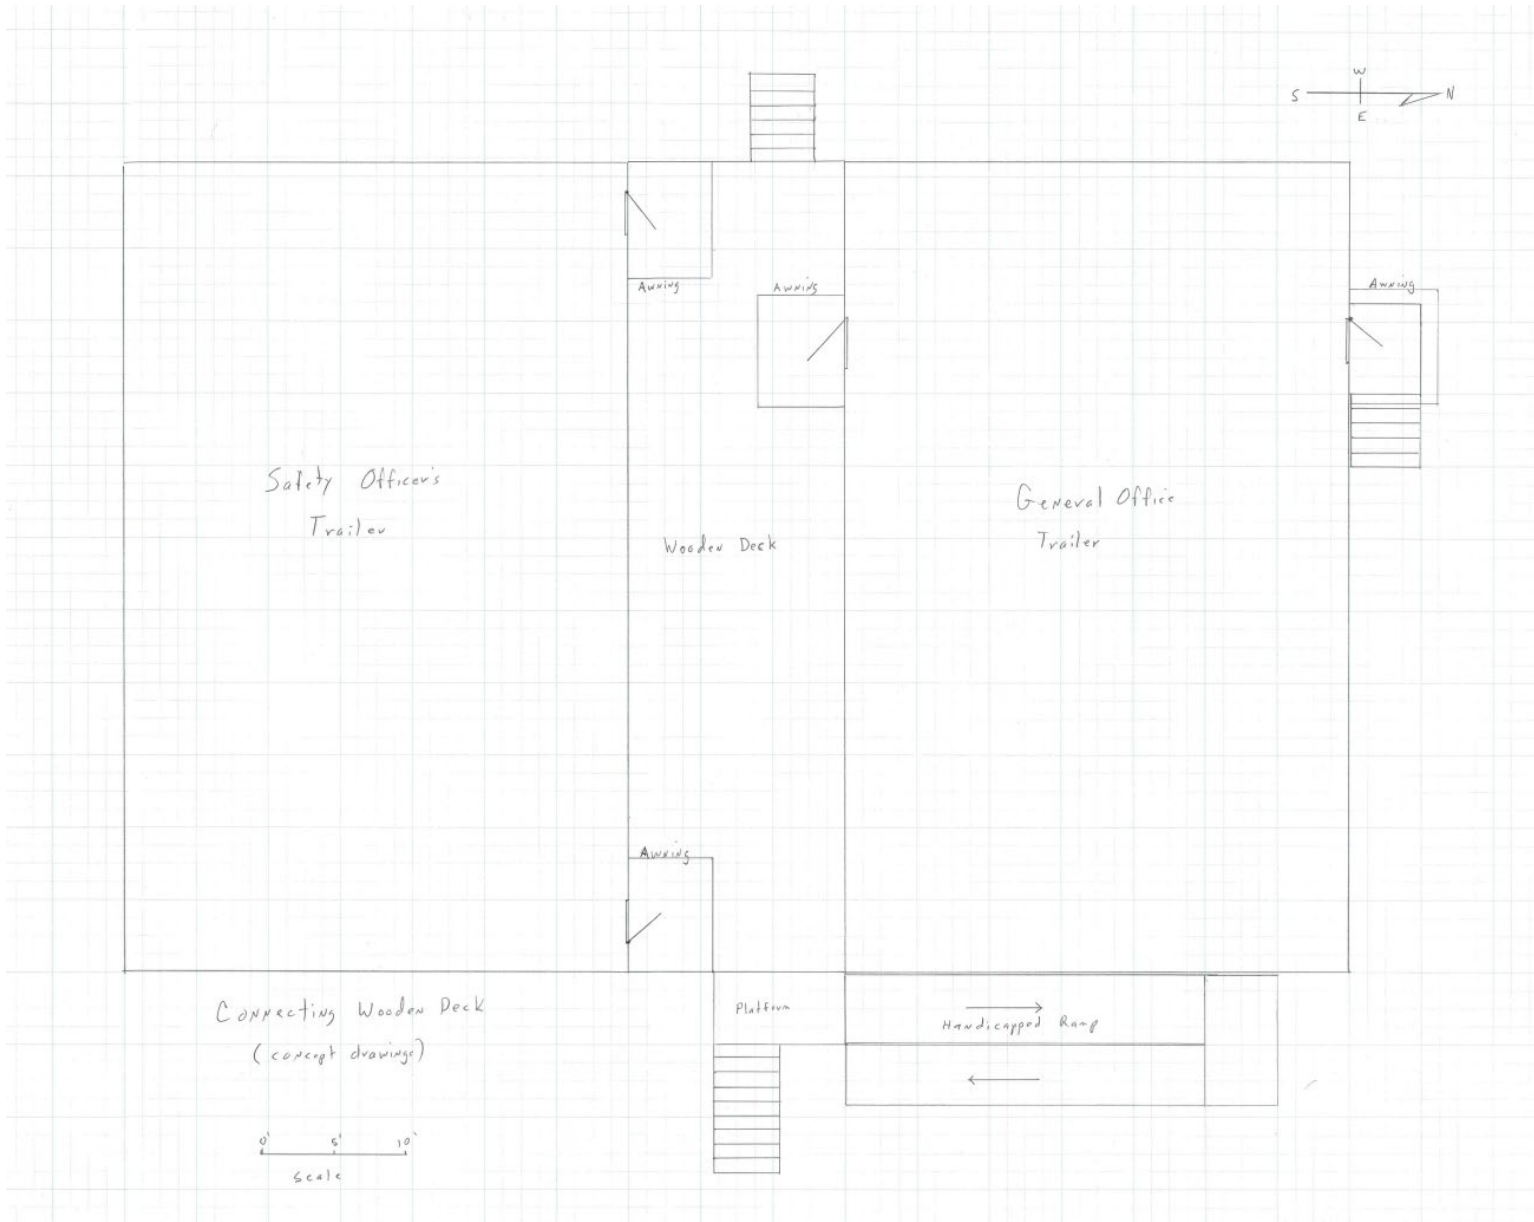 W
S N
E
Awning
Awning
Awning
Safety Officer's
Trailer
General Office
Trailer
Wooden Deck
Awning
Connecting Wooden Deck
(concept drawings)
Platform
Handicapped Ramp
0' 5' 10'
Scale